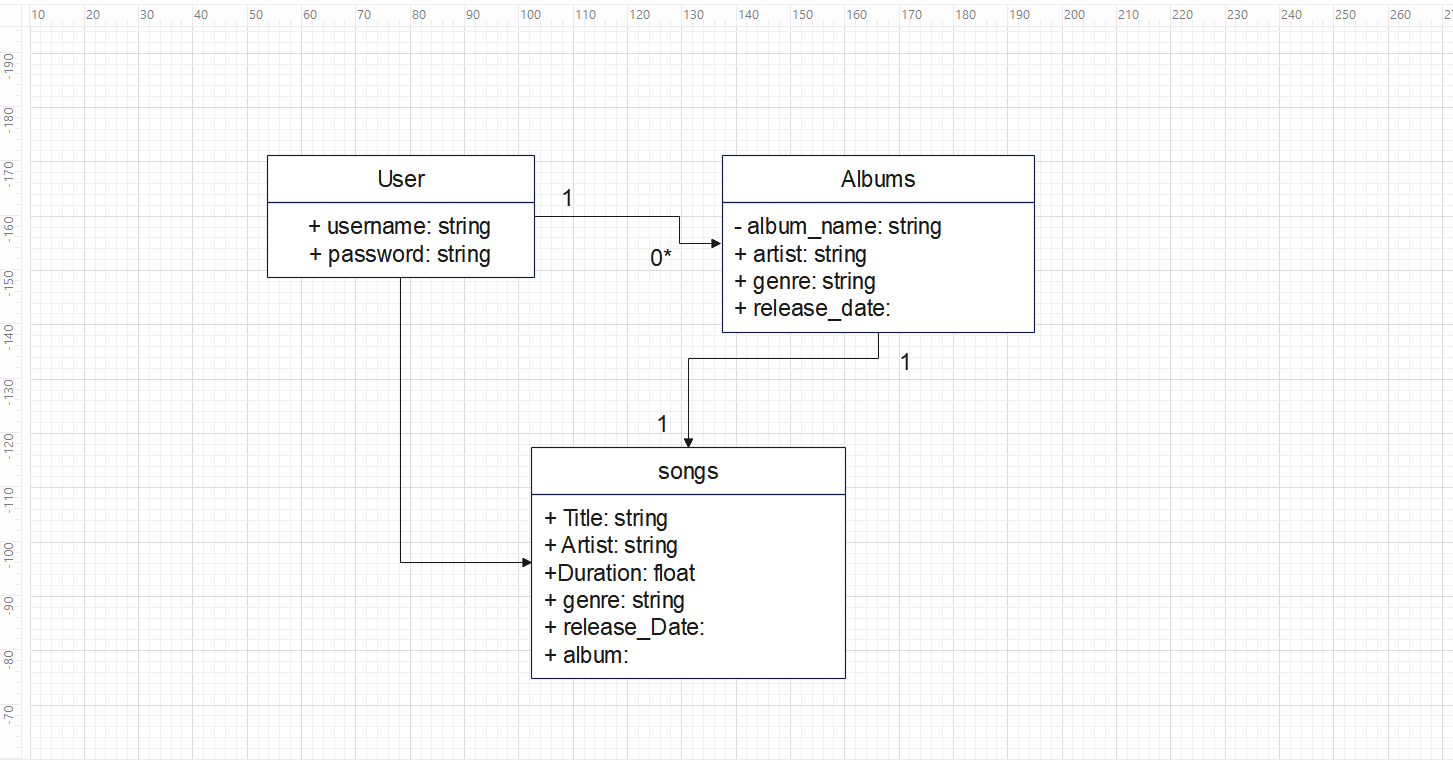 10 20 30 40 50 60 70 80 90 100 110 120 130 140 150 160 170 180 190 200 210 220 230 240 250 260
-190
-180
-170
-160
-150
-140
-130
-120
-110
-100
-90
-80
-70
User
+ username: string
+ password: string
1
0*
Albums
- album_name: string
+ artist: string
+ genre: string
+ release_date:
1
1
songs
+ Title: string
+ Artist: string
+Duration: float
+ genre: string
+ release_Date:
+ album: